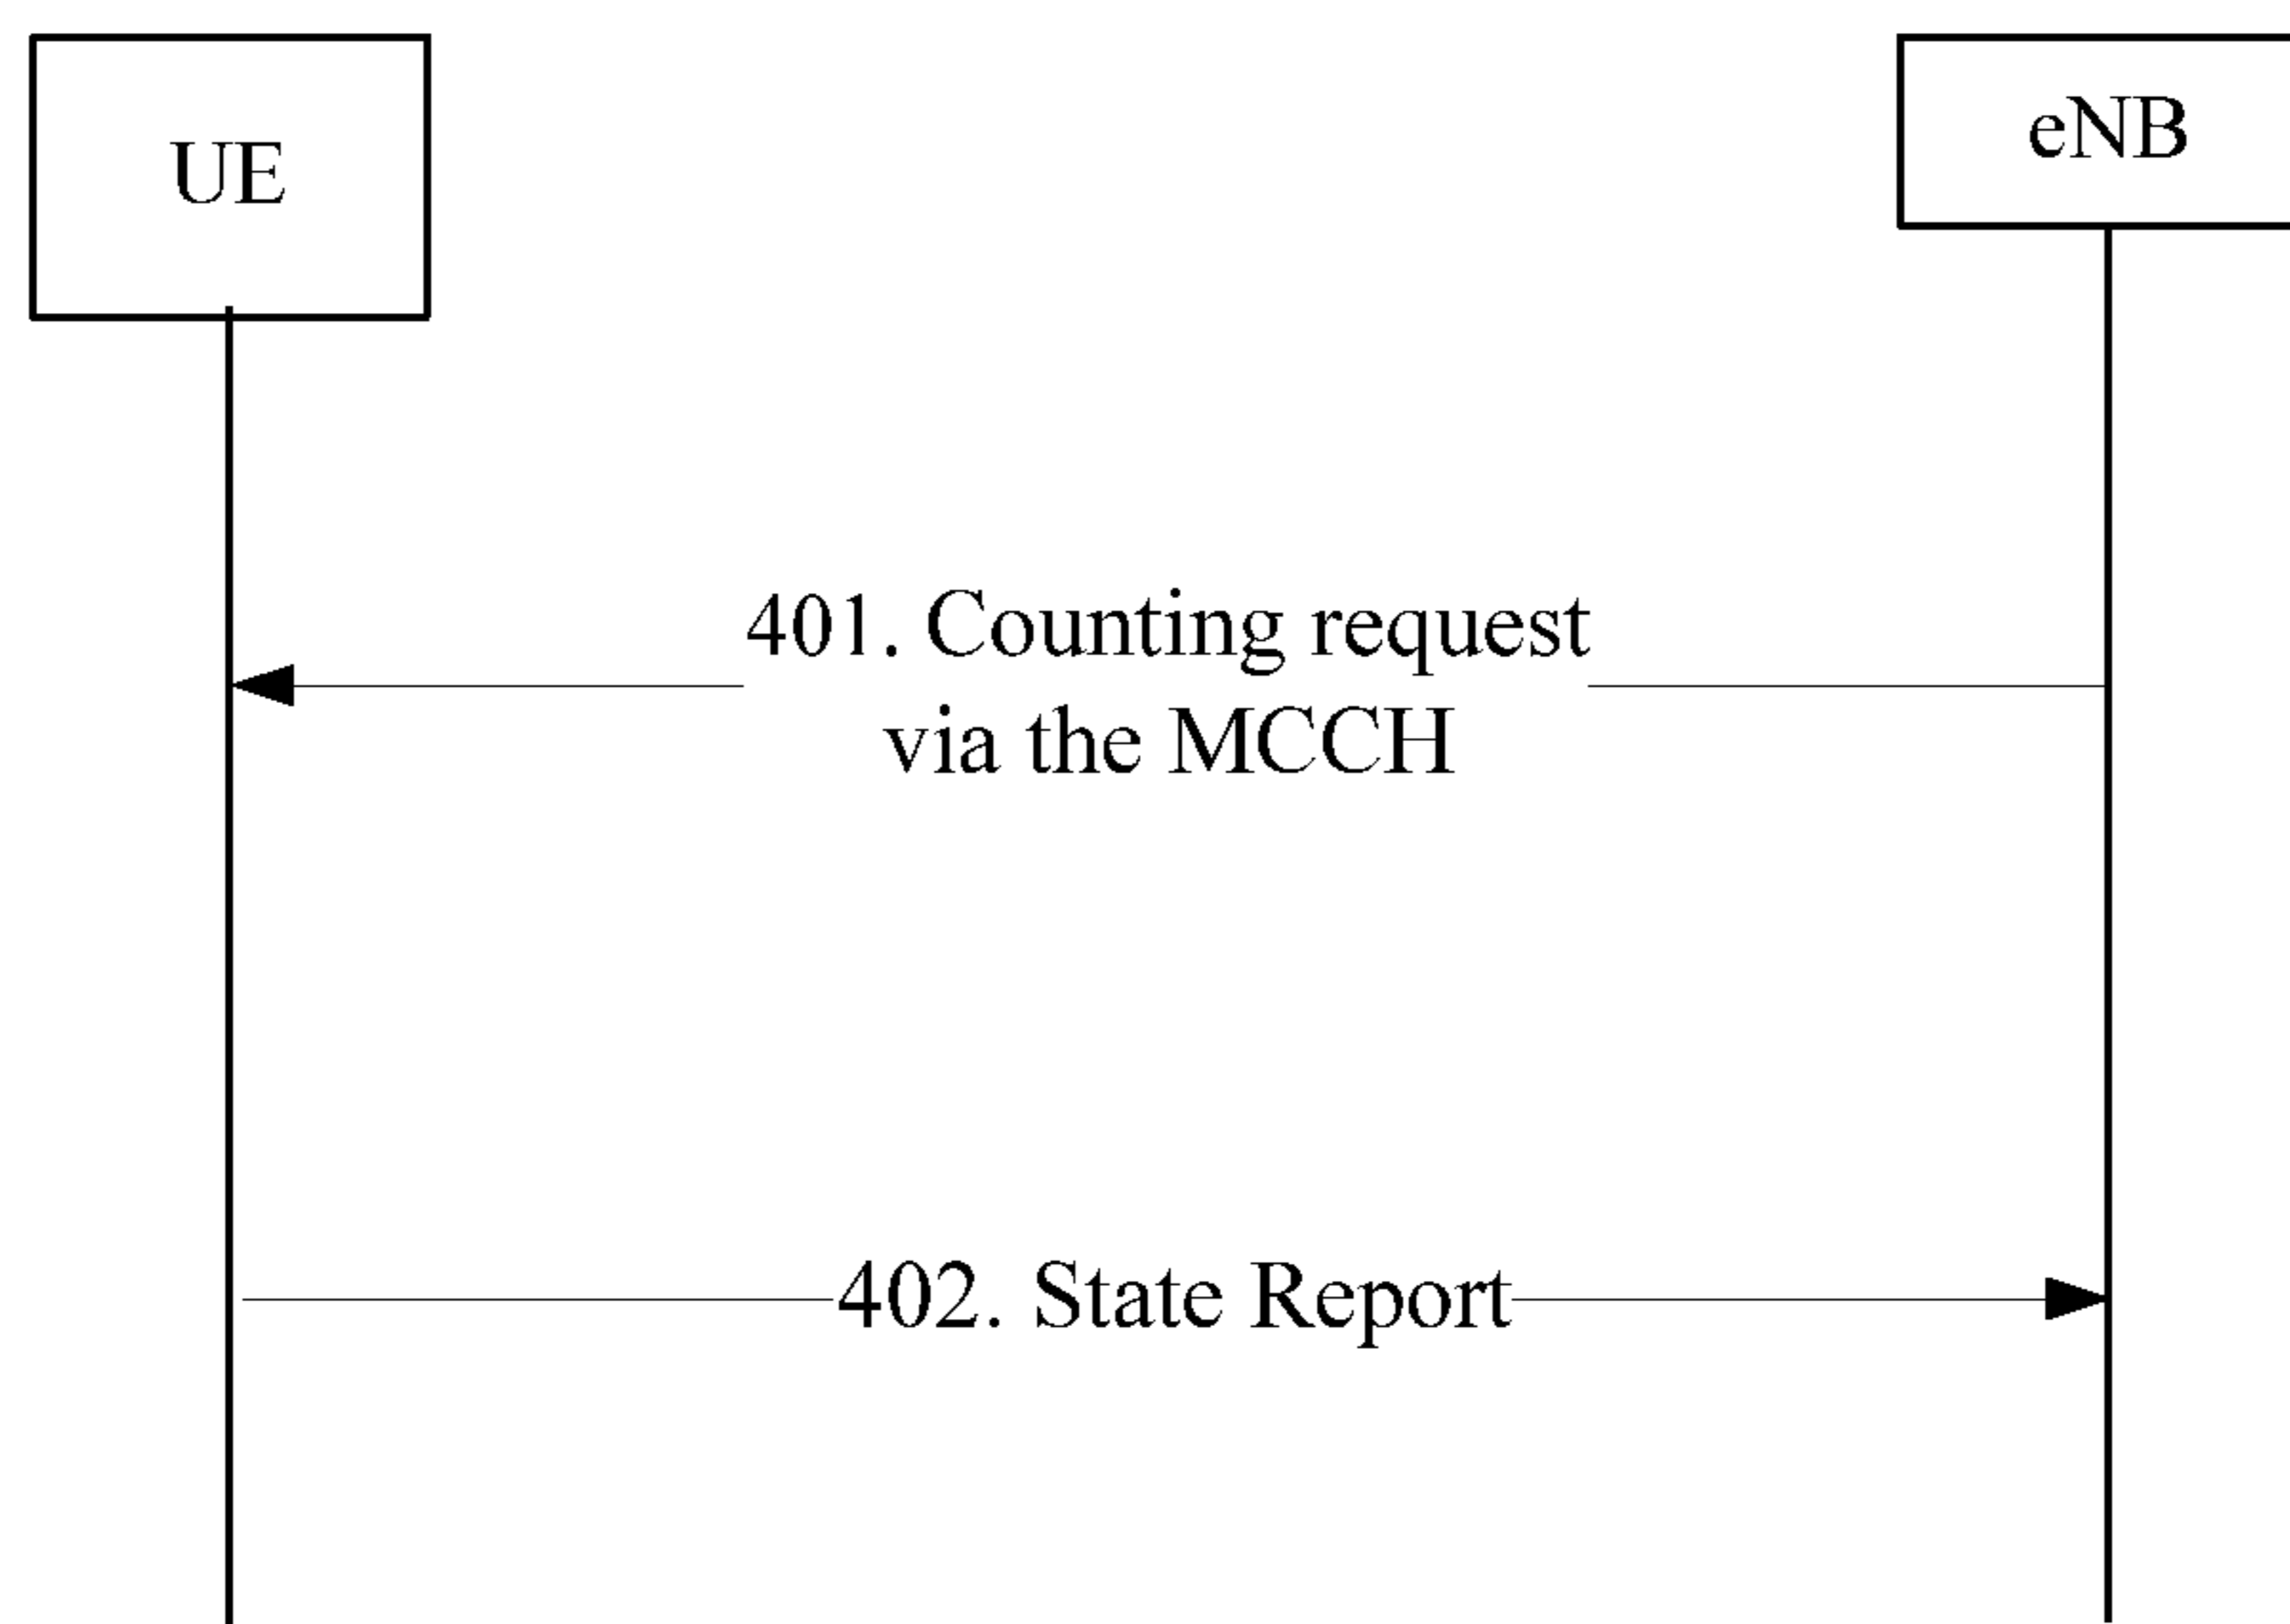 UE
eNB
401. Counting request
via the MCCH
402. State Report